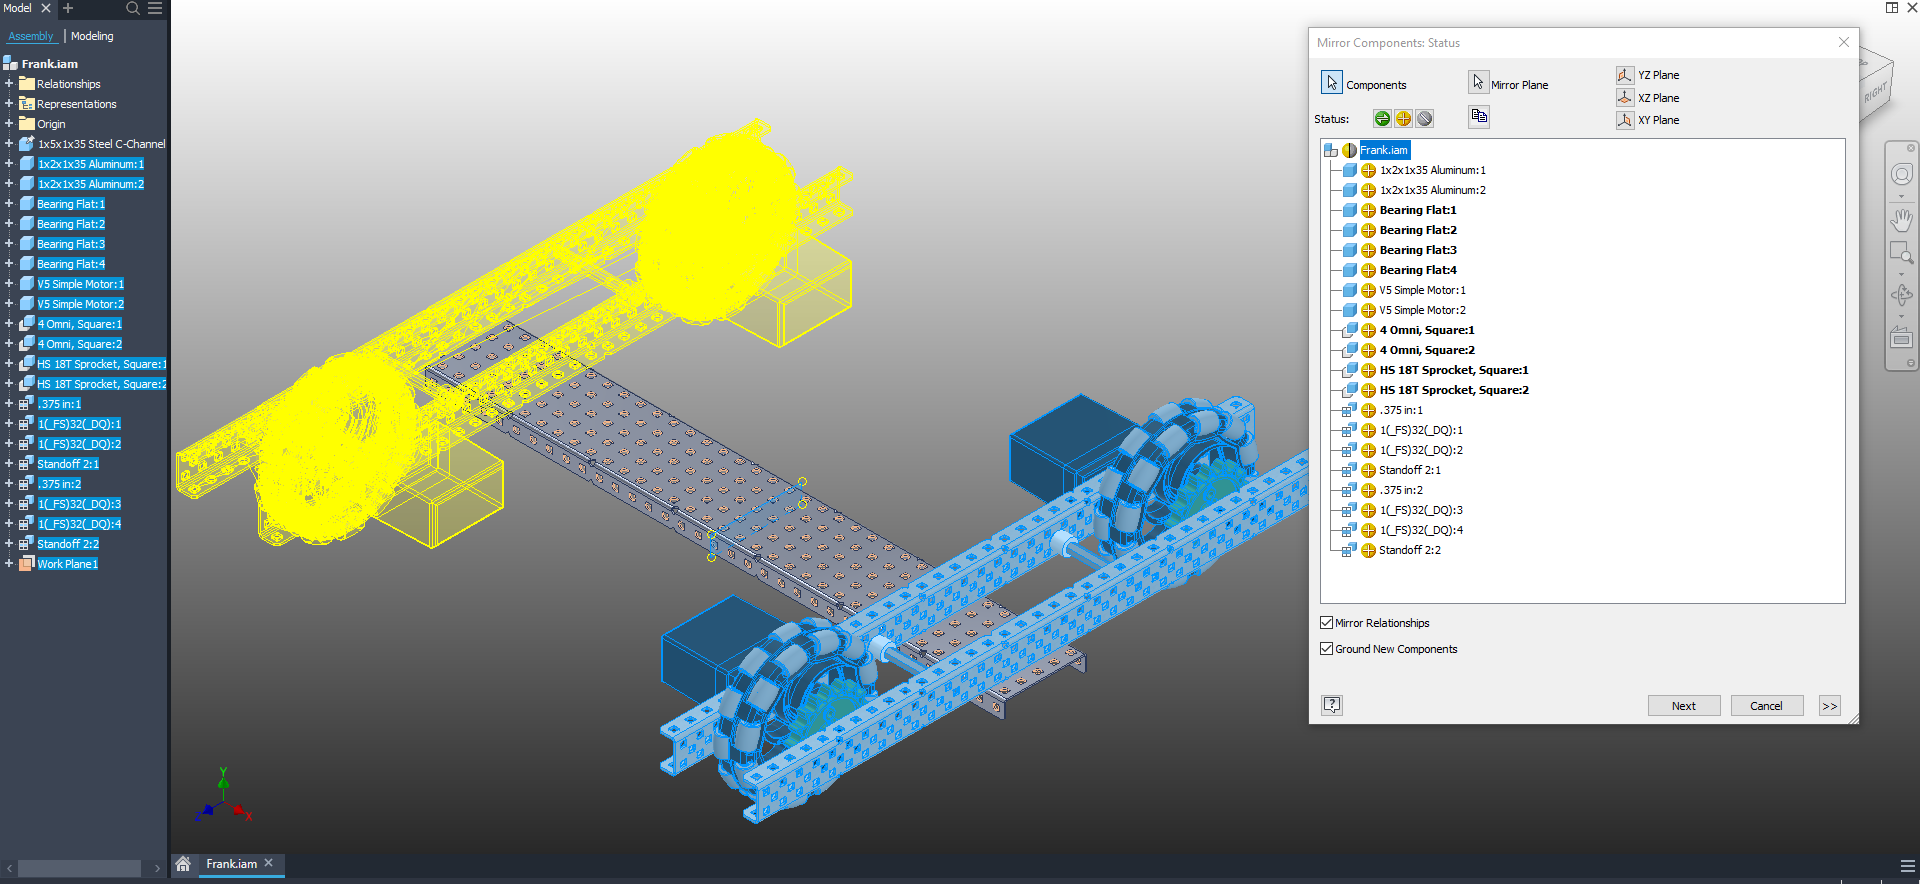 Model
Assembly
Modeling
Frank.iam
Relationships
Representations
Origin
1x5x1x35 Steel C-Channel
1x2x1x35 Aluminum:1
1x2x1x35 Aluminum:2
Bearing Flat:1
Bearing Flat:2
Bearing Flat:3
Bearing Flat:4
V5 Simple Motor:1
V5 Simple Motor:2
4 Omni, Square:1
4 Omni, Square:2
HS 18T Sprocket, Square:1
HS 18T Sprocket, Square:2
.375 in:1
1(_FS)32(_DQ):1
1(_FS)32(_DQ):2
Standoff 2:1
.375 in:2
1(_FS)32(_DQ):3
1(_FS)32(_DQ):4
Standoff 2:2
Work Plane1
Y
Z
X
Frank.iam
Mirror Components: Status
Components
Mirror Plane
YZ Plane
XZ Plane
XY Plane
Status:
Frank.iam
1x2x1x35 Aluminum:1
1x2x1x35 Aluminum:2
Bearing Flat:1
Bearing Flat:2
Bearing Flat:3
Bearing Flat:4
V5 Simple Motor:1
V5 Simple Motor:2
4 Omni, Square:1
4 Omni, Square:2
HS 18T Sprocket, Square:1
HS 18T Sprocket, Square:2
.375 in:1
1(_FS)32(_DQ):1
1(_FS)32(_DQ):2
Standoff 2:1
.375 in:2
1(_FS)32(_DQ):3
1(_FS)32(_DQ):4
Standoff 2:2
Mirror Relationships
Ground New Components
Next
Cancel
>>
RIGHT